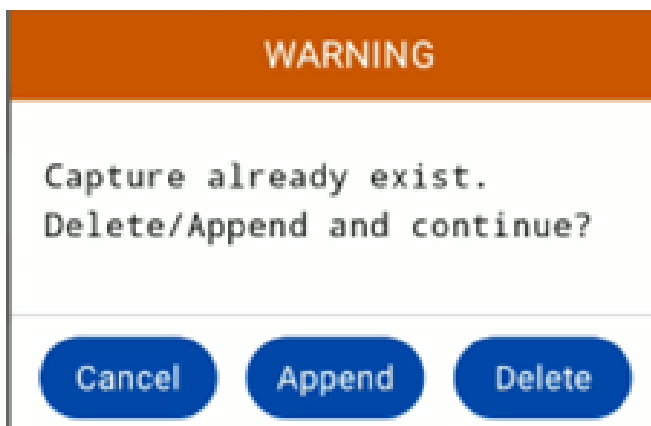 WARNING
Capture already exist.
Delete/Append and continue?
Cancel Append Delete